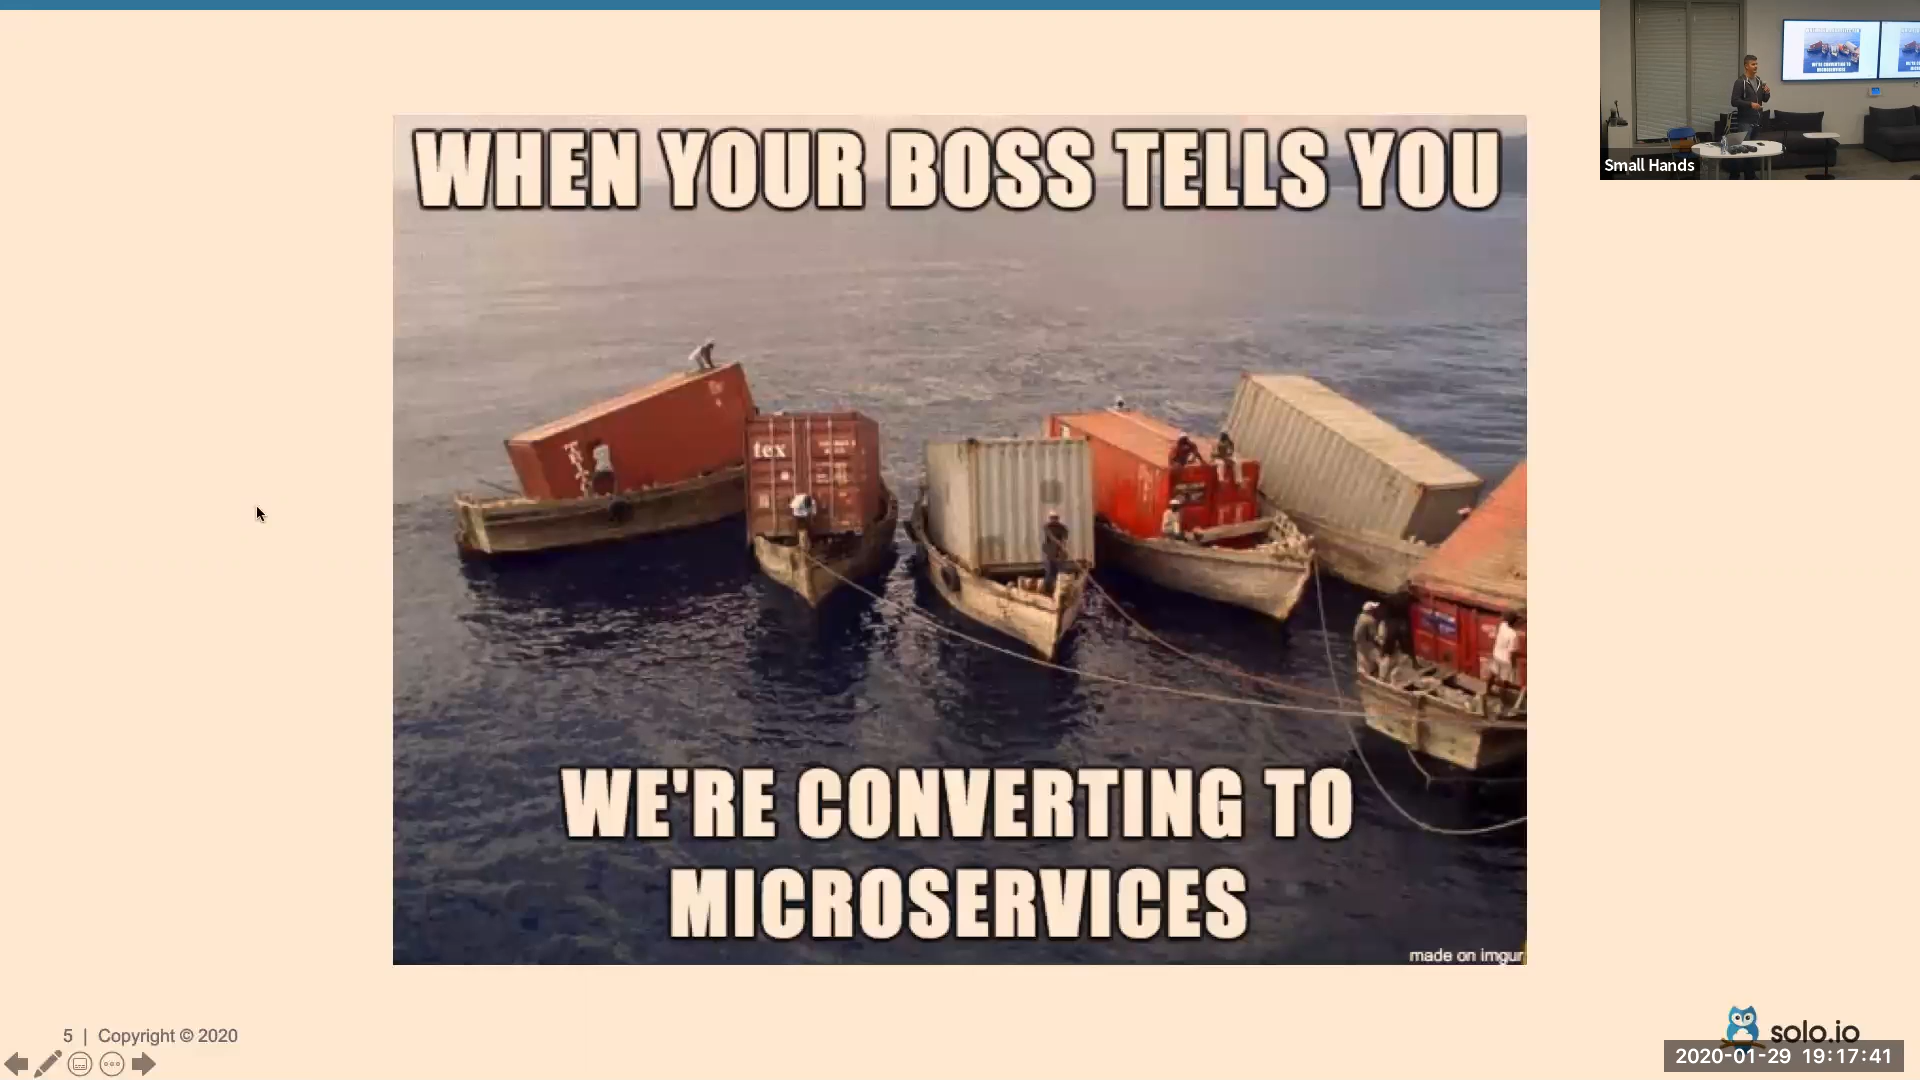 WHEN YOUR BOSS TELLS YOU
Small Hands
tex
WE'RE CONVERTING TO
MICROSERVICES
made on imgur
5 | Copyright © 2020
solo.io
2020-01-29 19:17:41